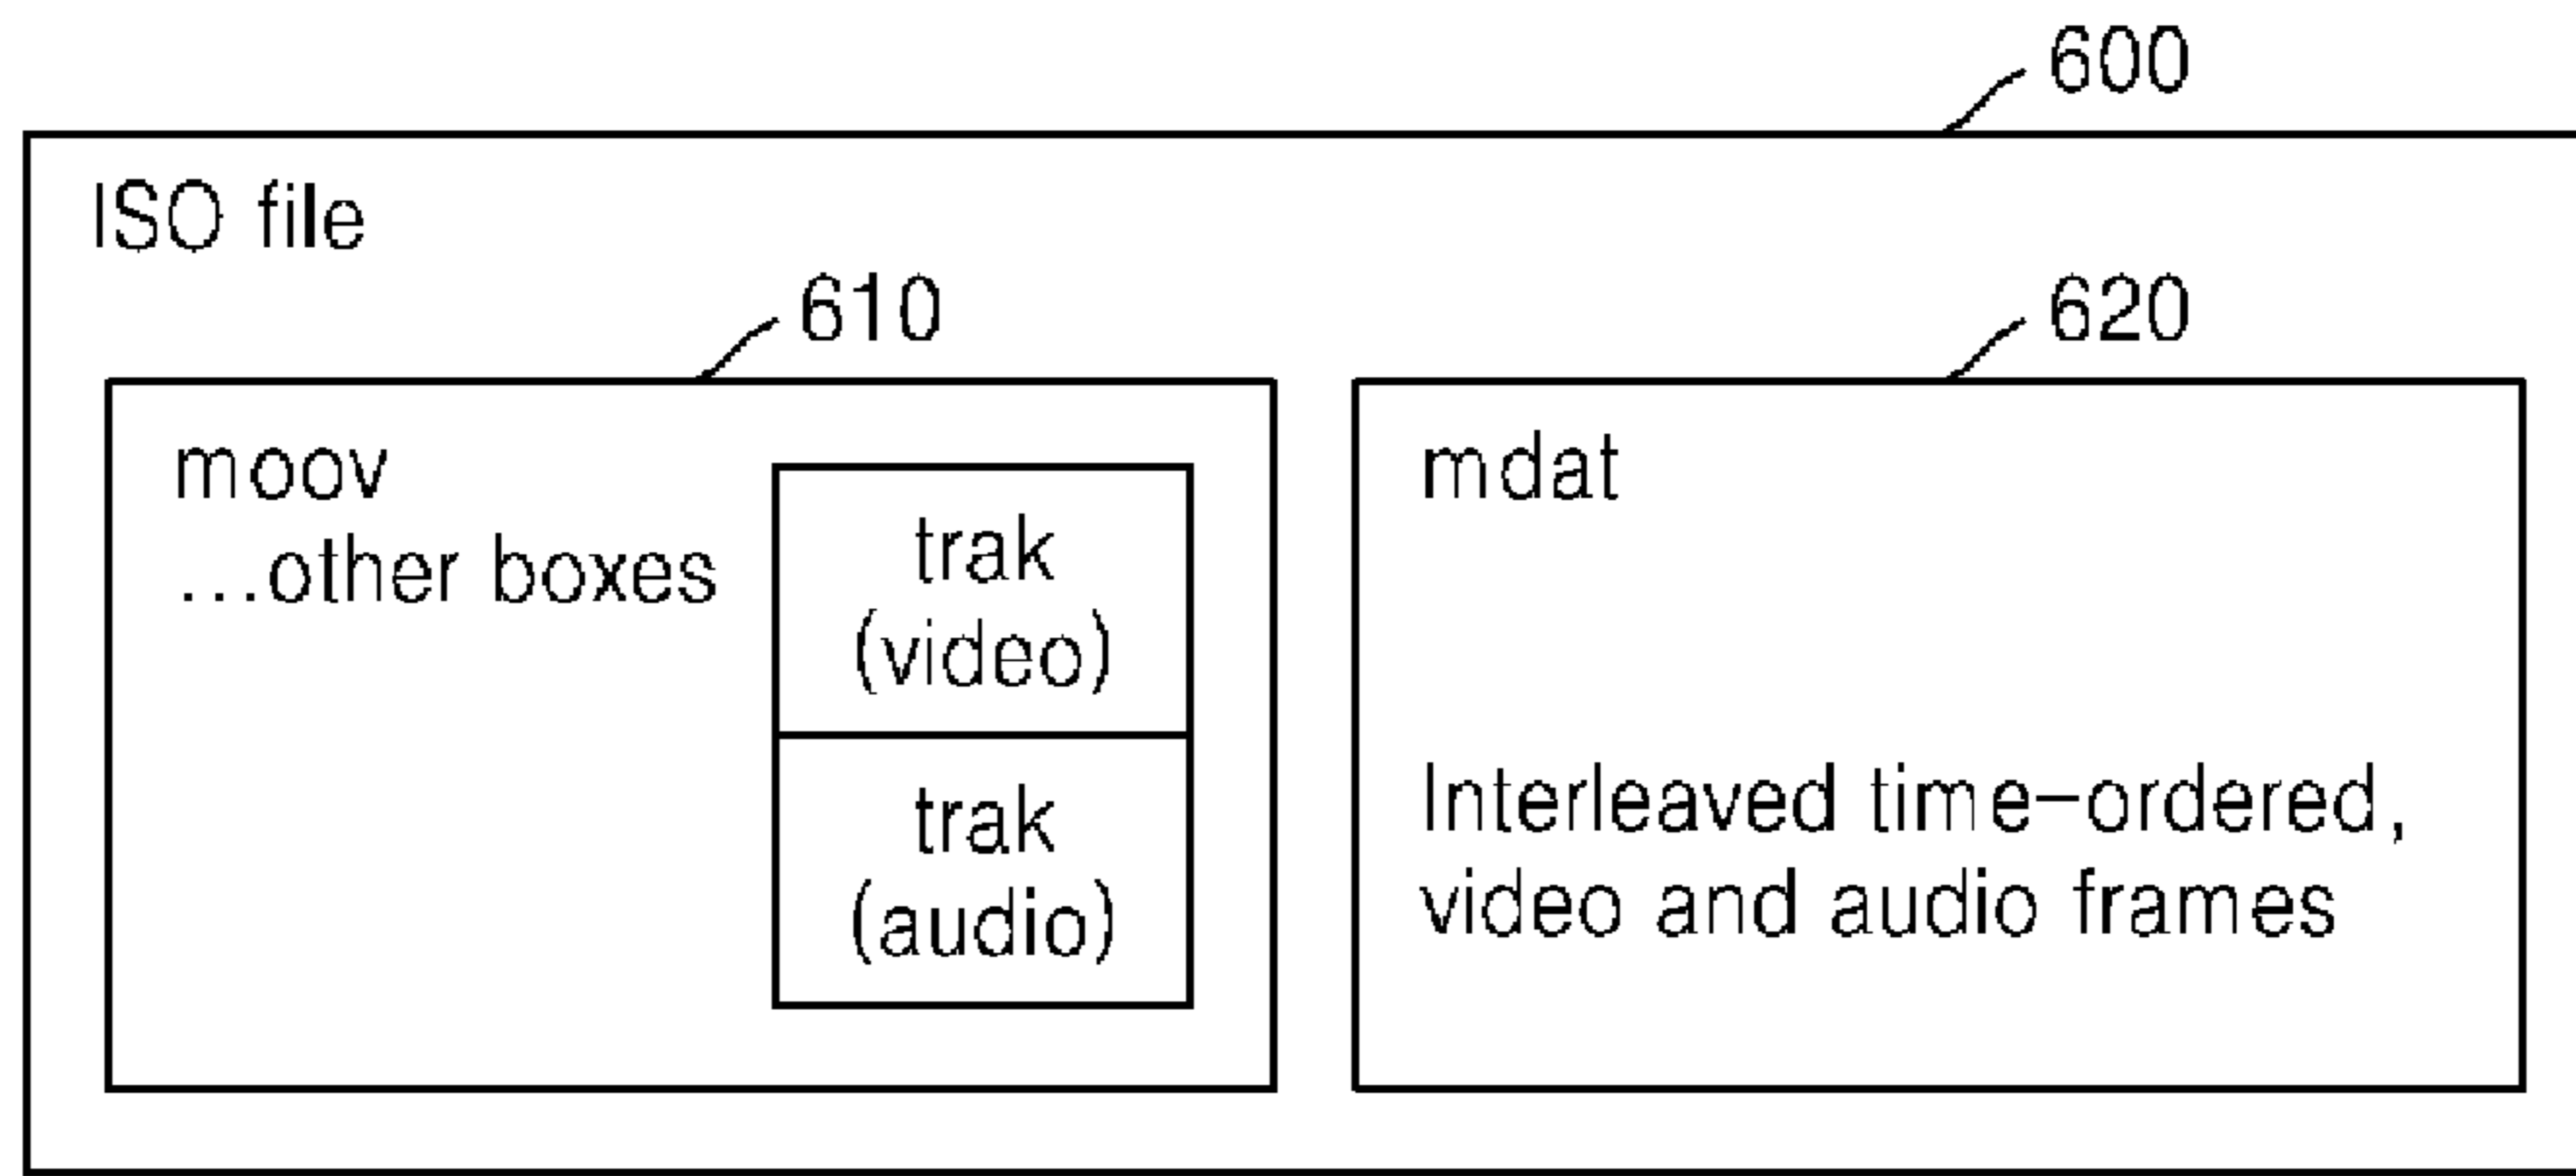 600
ISO file
610
620
moov
...other boxes
trak
(video)
trak
(audio)
mdat
Interleaved time-ordered,
video and audio frames